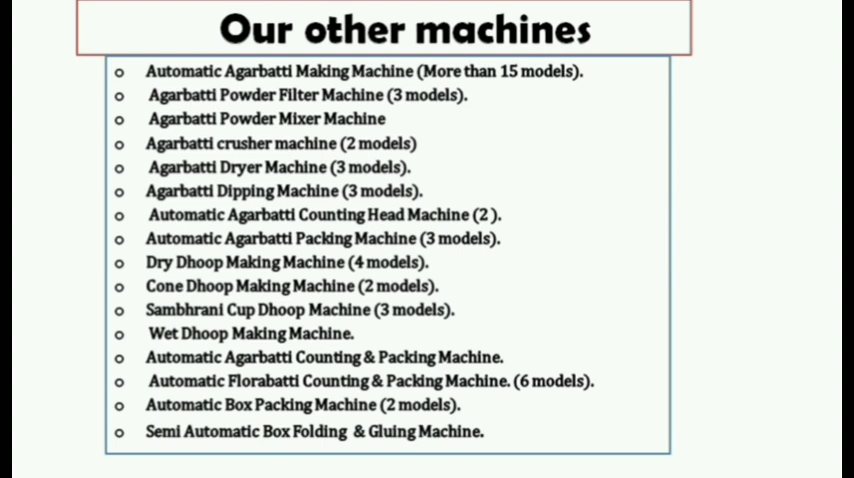 Our other machines
o Automatic Agarbatti Making Machine (More than 15 models).
o Agarbatti Powder Filter Machine (3 models).
o Agarbatti Powder Mixer Machine
o Agarbatti crusher machine (2 models)
o Agarbatti Dryer Machine (3 models).
o Agarbatti Dipping Machine (3 models).
o Automatic Agarbatti Counting Head Machine (2 ).
o Automatic Agarbatti Packing Machine (3 models).
o Dry Dhoop Making Machine (4 models).
o Cone Dhoop Making Machine (2 models).
o Sambhrani Cup Dhoop Machine (3 models).
o Wet Dhoop Making Machine.
o Automatic Agarbatti Counting & Packing Machine.
o Automatic Florabatti Counting & Packing Machine. (6 models).
o Automatic Box Packing Machine (2 models).
o Semi Automatic Box Folding & Gluing Machine.